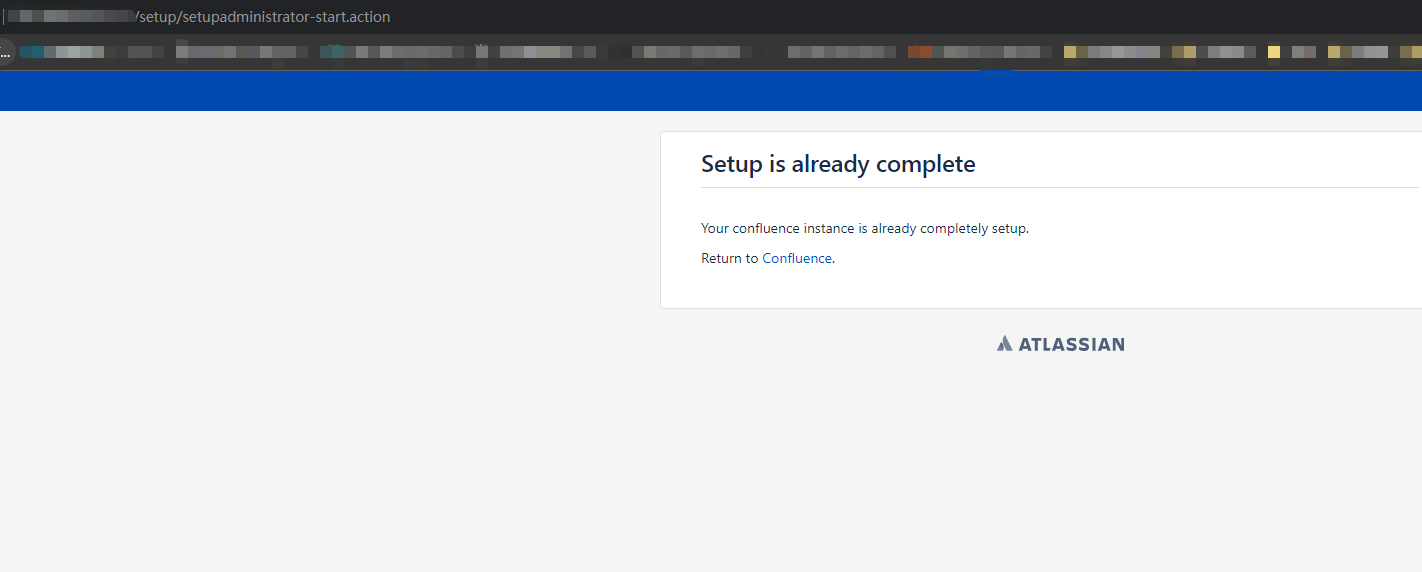 /setup/setupadministrator-start.action
...
Setup is already complete
Your confluence instance is already completely setup.
Return to Confluence.
ATLASSIAN